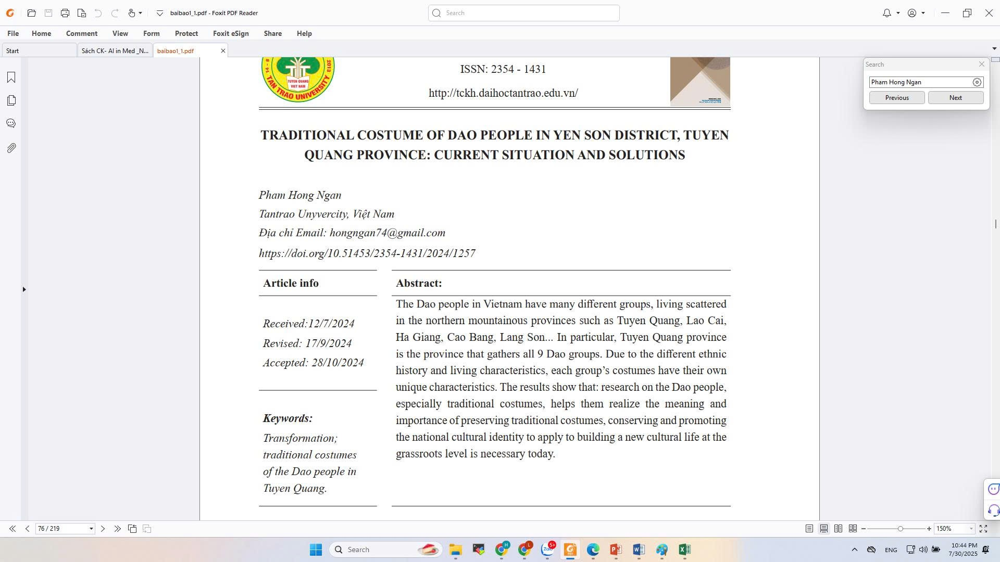 baibao1_1.pdf - Foxit PDF Reader
Search
File Home Comment View Form Protect Foxit eSign Share Help
Start
Sách CK- AI in Med _N...
baibao1_1.pdf
14 - 8
2013
TUYEN QUANG
VIET NAM
TAN TRAO UNIVERSITY
ISSN: 2354 - 1431
http://tckh.daihoctantrao.edu.vn/
Search
Pham Hong Ngan
Previous Next
TRADITIONAL COSTUME OF DAO PEOPLE IN YEN SON DISTRICT, TUYEN
QUANG PROVINCE: CURRENT SITUATION AND SOLUTIONS
Pham Hong Ngan
Tantrao Unyvercity, Việt Nam
Địa chỉ Email: hongngan74@gmail.com
https://doi.org/10.51453/2354-1431/2024/1257
Article info
Received:12/7/2024
Revised: 17/9/2024
Accepted: 28/10/2024
Keywords:
Transformation;
traditional costumes
of the Dao people in
Tuyen Quang.
Abstract:
The Dao people in Vietnam have many different groups, living scattered
in the northern mountainous provinces such as Tuyen Quang, Lao Cai,
Ha Giang, Cao Bang, Lang Son... In particular, Tuyen Quang province
is the province that gathers all 9 Dao groups. Due to the different ethnic
history and living characteristics, each group’s costumes have their own
unique characteristics. The results show that: research on the Dao people,
especially traditional costumes, helps them realize the meaning and
importance of preserving traditional costumes, conserving and promoting
the national cultural identity to apply to building a new cultural life at the
grassroots level is necessary today.
76 / 219
150%
Search
H
L
Zalo
5+
PDF
ENG
10:44 PM
7/30/2025